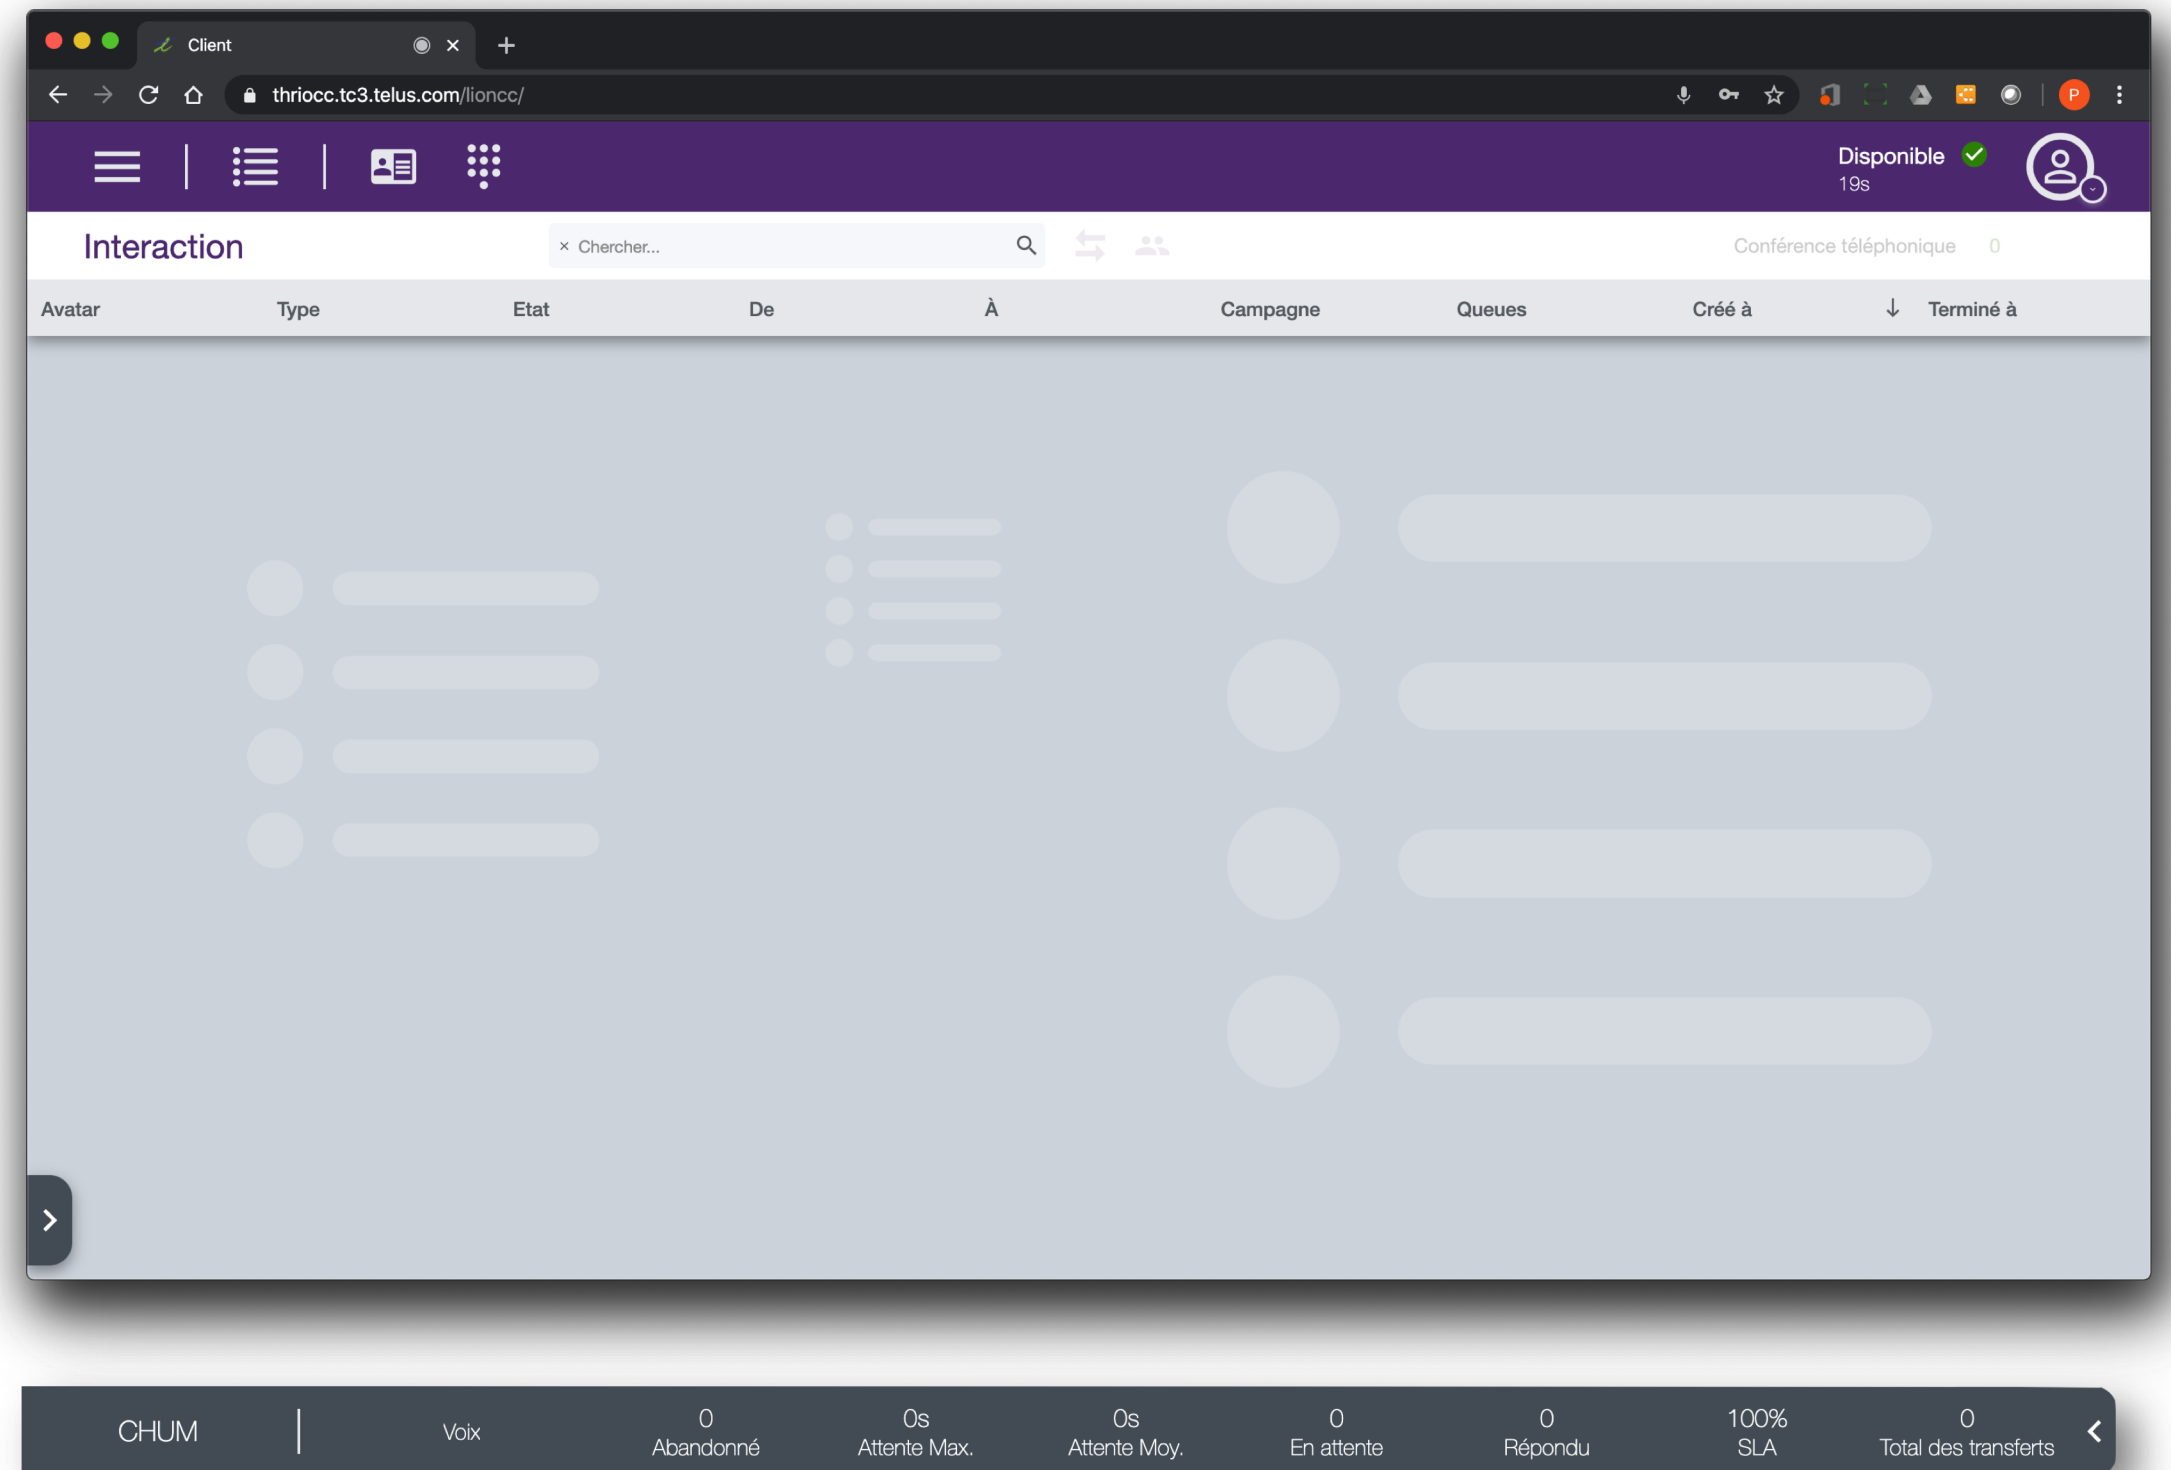 Client
thriocc.tc3.telus.com/lioncc/
P
Disponible
19s
Interaction
× Chercher...
Conférence téléphonique 0
Avatar Type Etat De À Campagne Queues Créé à Terminé à
CHUM
Voix
0
Abandonné
0s
Attente Max.
0s
Attente Moy.
0
En attente
0
Répondu
100%
SLA
0
Total des transferts